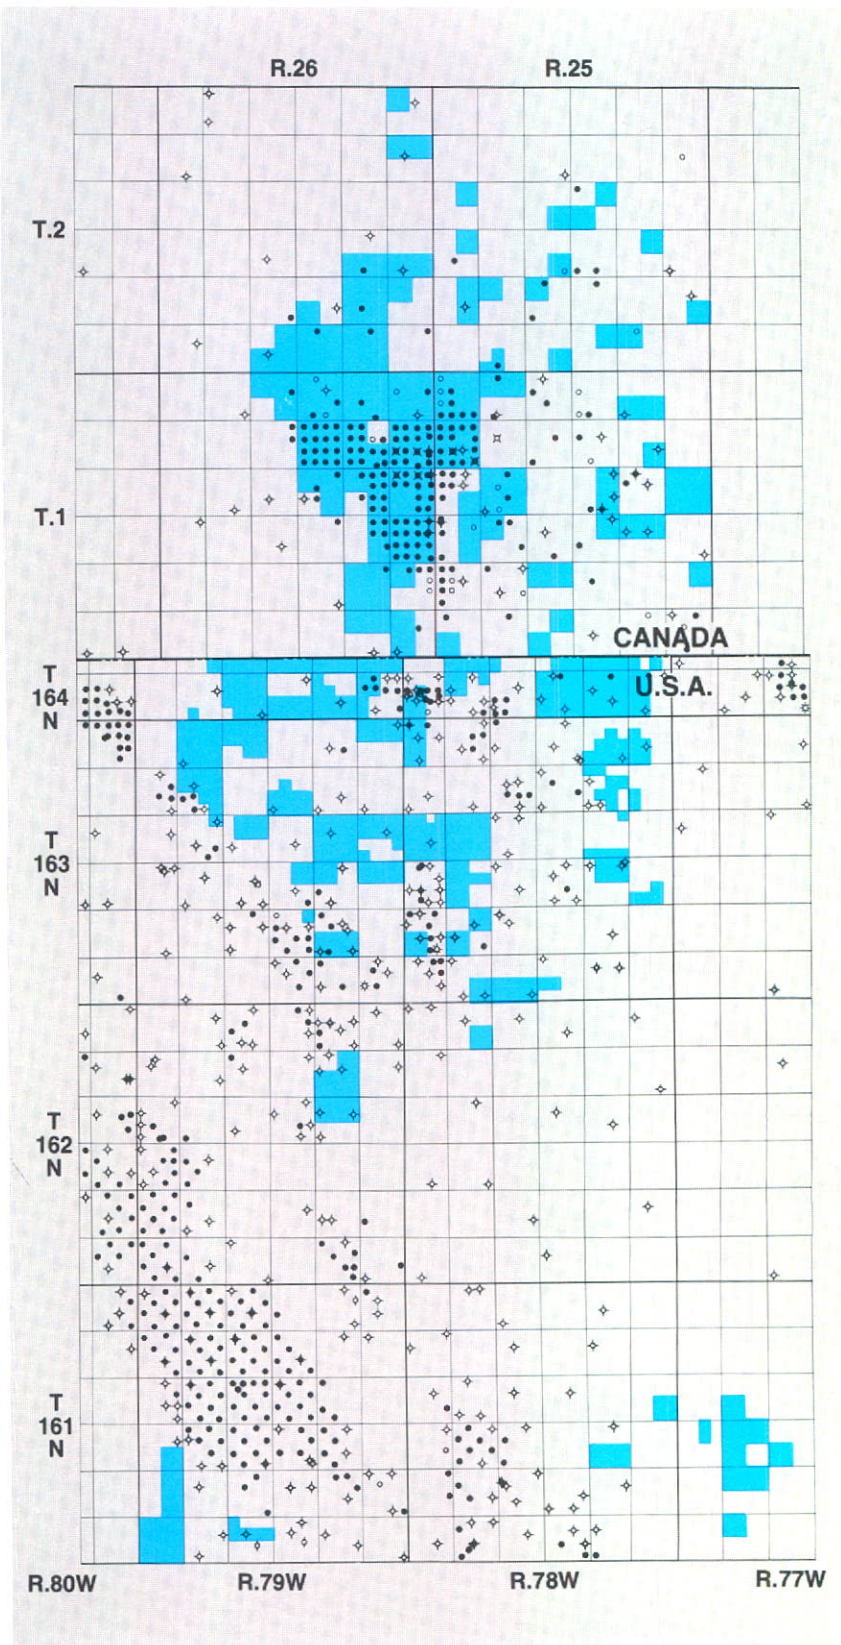 R.26 R.25
T.2
T.1
CANADA
U.S.A.
T
164
N
T
163
N
T
162
N
T
161
N
R.80W R.79W R.78W R.77W